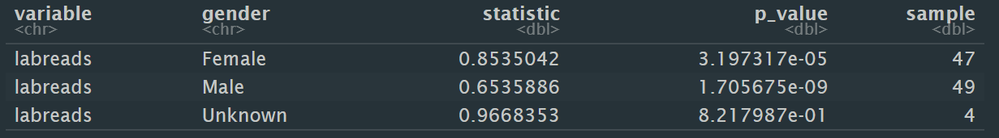 variable gender statistic p_value sample
<chr> <chr> <dbl> <dbl> <dbl>
labreads Female 0.8535042 3.197317e-05 47
labreads Male 0.6535886 1.705675e-09 49
labreads Unknown 0.9668353 8.217987e-01 4